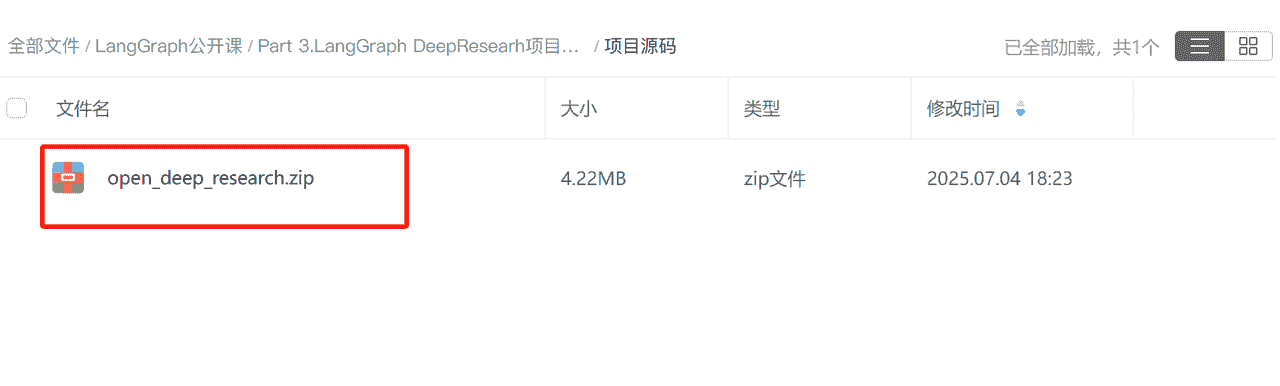 全部文件 / LangGraph公开课 / Part 3.LangGraph DeepResearh项目... / 项目源码 已全部加载，共1个
文件名 大小 类型 修改时间
open_deep_research.zip 4.22MB zip文件 2025.07.04 18:23